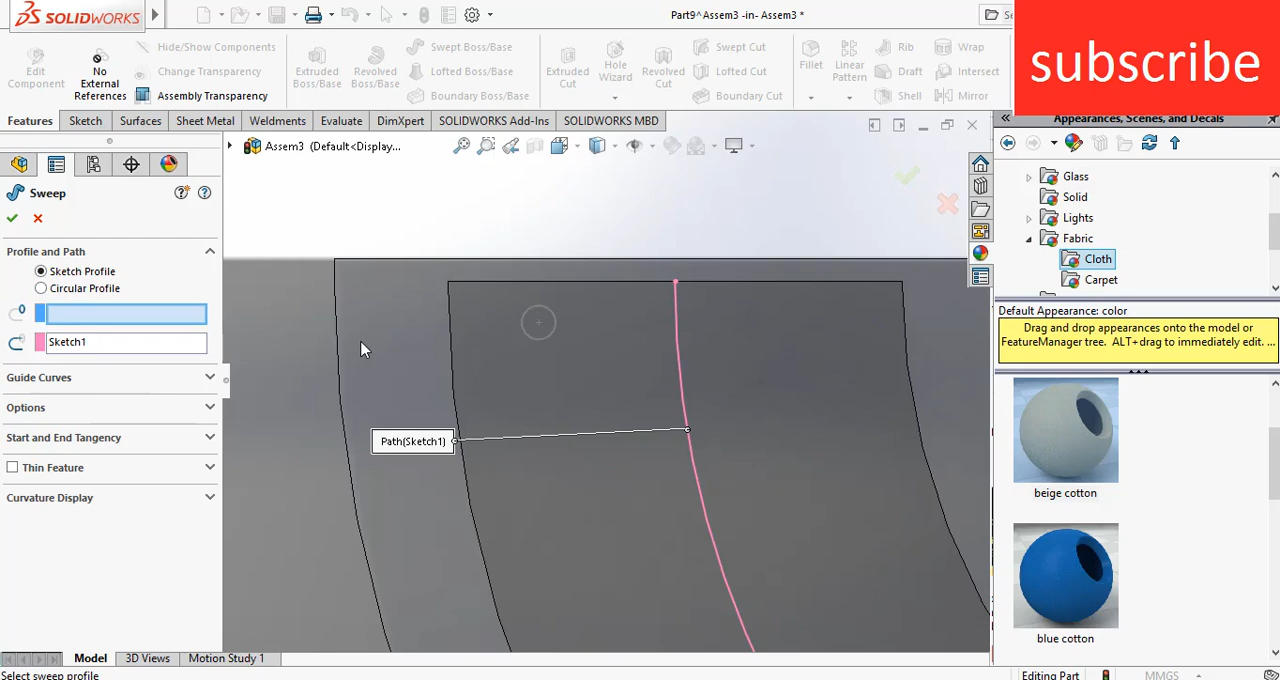 SOLIDWORKS
Part9^Assem3 -in- Assem3 *
subscribe
Edit
Component
No
External
References
Hide/Show Components
Change Transparency
Assembly Transparency
Extruded
Boss/Base
Revolved
Boss/Base
Swept Boss/Base
Lofted Boss/Base
Boundary Boss/Base
Extruded
Cut
Hole
Wizard
Revolved
Cut
Swept Cut
Lofted Cut
Boundary Cut
Fillet
Linear
Pattern
Rib
Draft
Shell
Wrap
Intersect
Mirror
Features
Sketch
Surfaces
Sheet Metal
Weldments
Evaluate
DimXpert
SOLIDWORKS Add-Ins
SOLIDWORKS MBD
Appearances, Scenes, and Decals
Assem3 (Default<Display...
Sweep
Profile and Path
Sketch Profile
Circular Profile
Sketch1
Guide Curves
Options
Start and End Tangency
Thin Feature
Curvature Display
Path(Sketch1)
Glass
Solid
Lights
Fabric
Cloth
Carpet
Default Appearance: color
Drag and drop appearances onto the model or
FeatureManager tree. ALT+drag to immediately edit. ...
beige cotton
blue cotton
Model
3D Views
Motion Study 1
Select sweep profile
Editing Part
MMGS